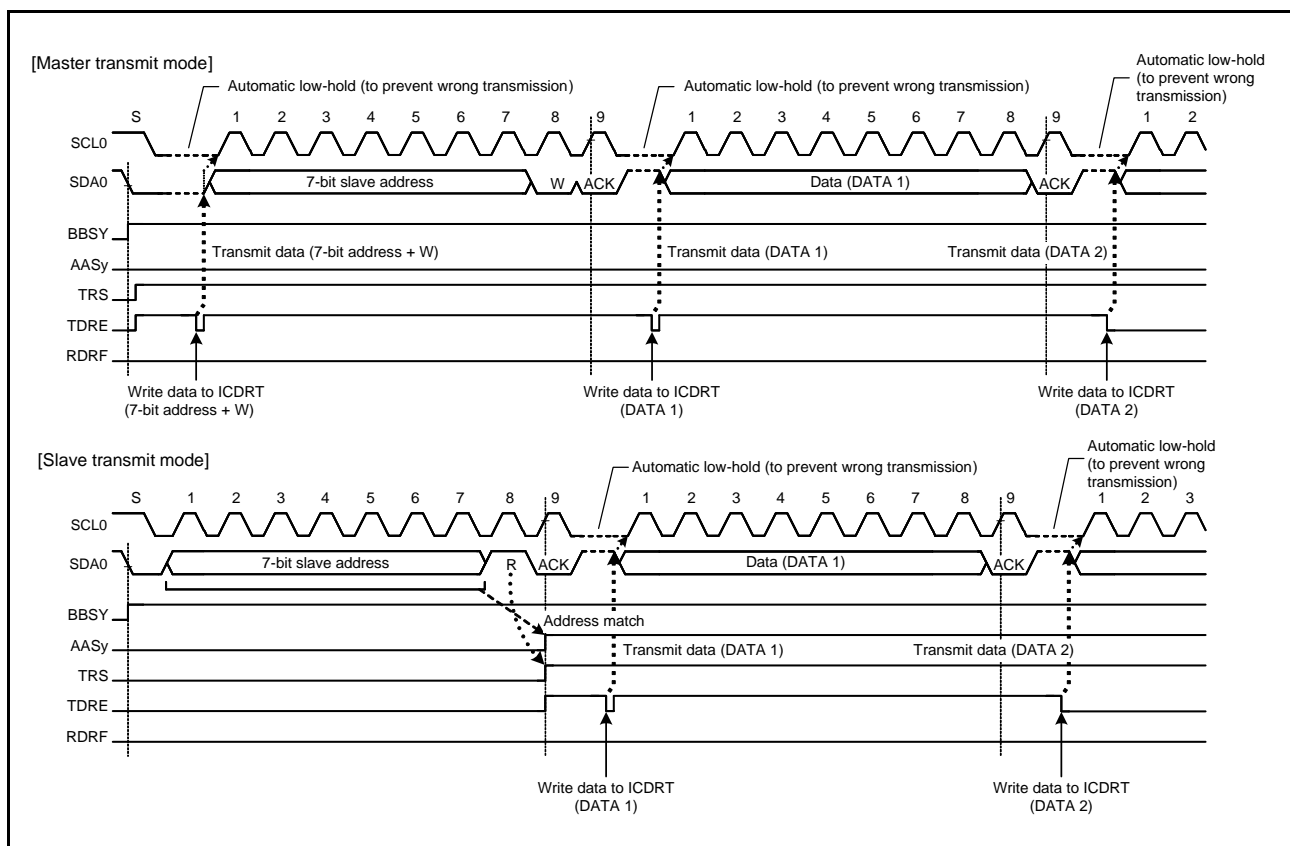 [Master transmit mode]
Automatic low-hold (to prevent wrong transmission)
Automatic low-hold (to prevent wrong transmission)
Automatic low-hold
(to prevent wrong
transmission)
S 1 2 3 4 5 6 7 8 9 1 2 3 4 5 6 7 8 9 1 2
SCL0
SDA0 7-bit slave address W ACK Data (DATA 1) ACK
BBSY
Transmit data (7-bit address + W) Transmit data (DATA 1) Transmit data (DATA 2)
AASy
TRS
TDRE
RDRF
Write data to ICDRT
(7-bit address + W)
Write data to ICDRT
(DATA 1)
Write data to ICDRT
(DATA 2)
[Slave transmit mode]
Automatic low-hold (to prevent wrong transmission)
Automatic low-hold
(to prevent wrong
transmission)
S 1 2 3 4 5 6 7 8 9 1 2 3 4 5 6 7 8 9 1 2 3
SCL0
SDA0 7-bit slave address R ACK Data (DATA 1) ACK
BBSY
Address match
AASy
Transmit data (DATA 1) Transmit data (DATA 2)
TRS
TDRE
RDRF
Write data to ICDRT
(DATA 1)
Write data to ICDRT
(DATA 2)